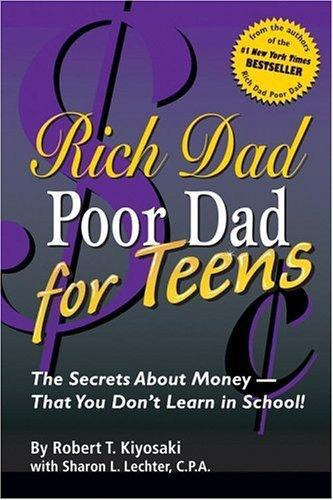 from the authors
of the
#1 New York Times
BESTSELLER
Rich Dad Poor Dad
Rich Dad
Poor Dad
for Teens
The Secrets About Money —
That You Don't Learn in School!
By Robert T. Kiyosaki
with Sharon L. Lechter, C.P.A.
$
¢